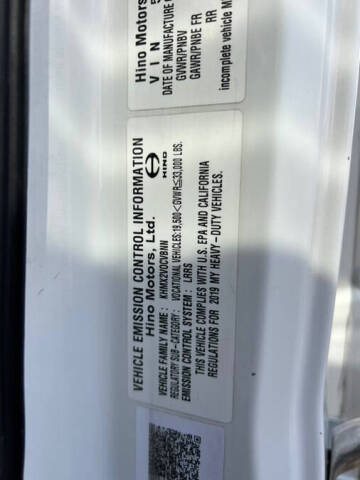 Hino Motors
VIN
DATE OF MANUFACTURE
GVWR/PNBV
GAWR/PNBE FR
RR
incomplete vehicle
VEHICLE EMISSION CONTROL INFORMATION
Hino Motors, Ltd.
HINO
VEHICLE FAMILY NAME : KHMX2VOCVBNN
REGULATORY SUB-CATEGORY : VOCATIONAL VEHICLES:19,500<GVWR≦33,000 LBS.
EMISSION CONTROL SYSTEM : LRRS
THIS VEHICLE COMPLIES WITH U.S. EPA AND CALIFORNIA
REGULATIONS FOR 2019 MY HEAVY-DUTY VEHICLES.